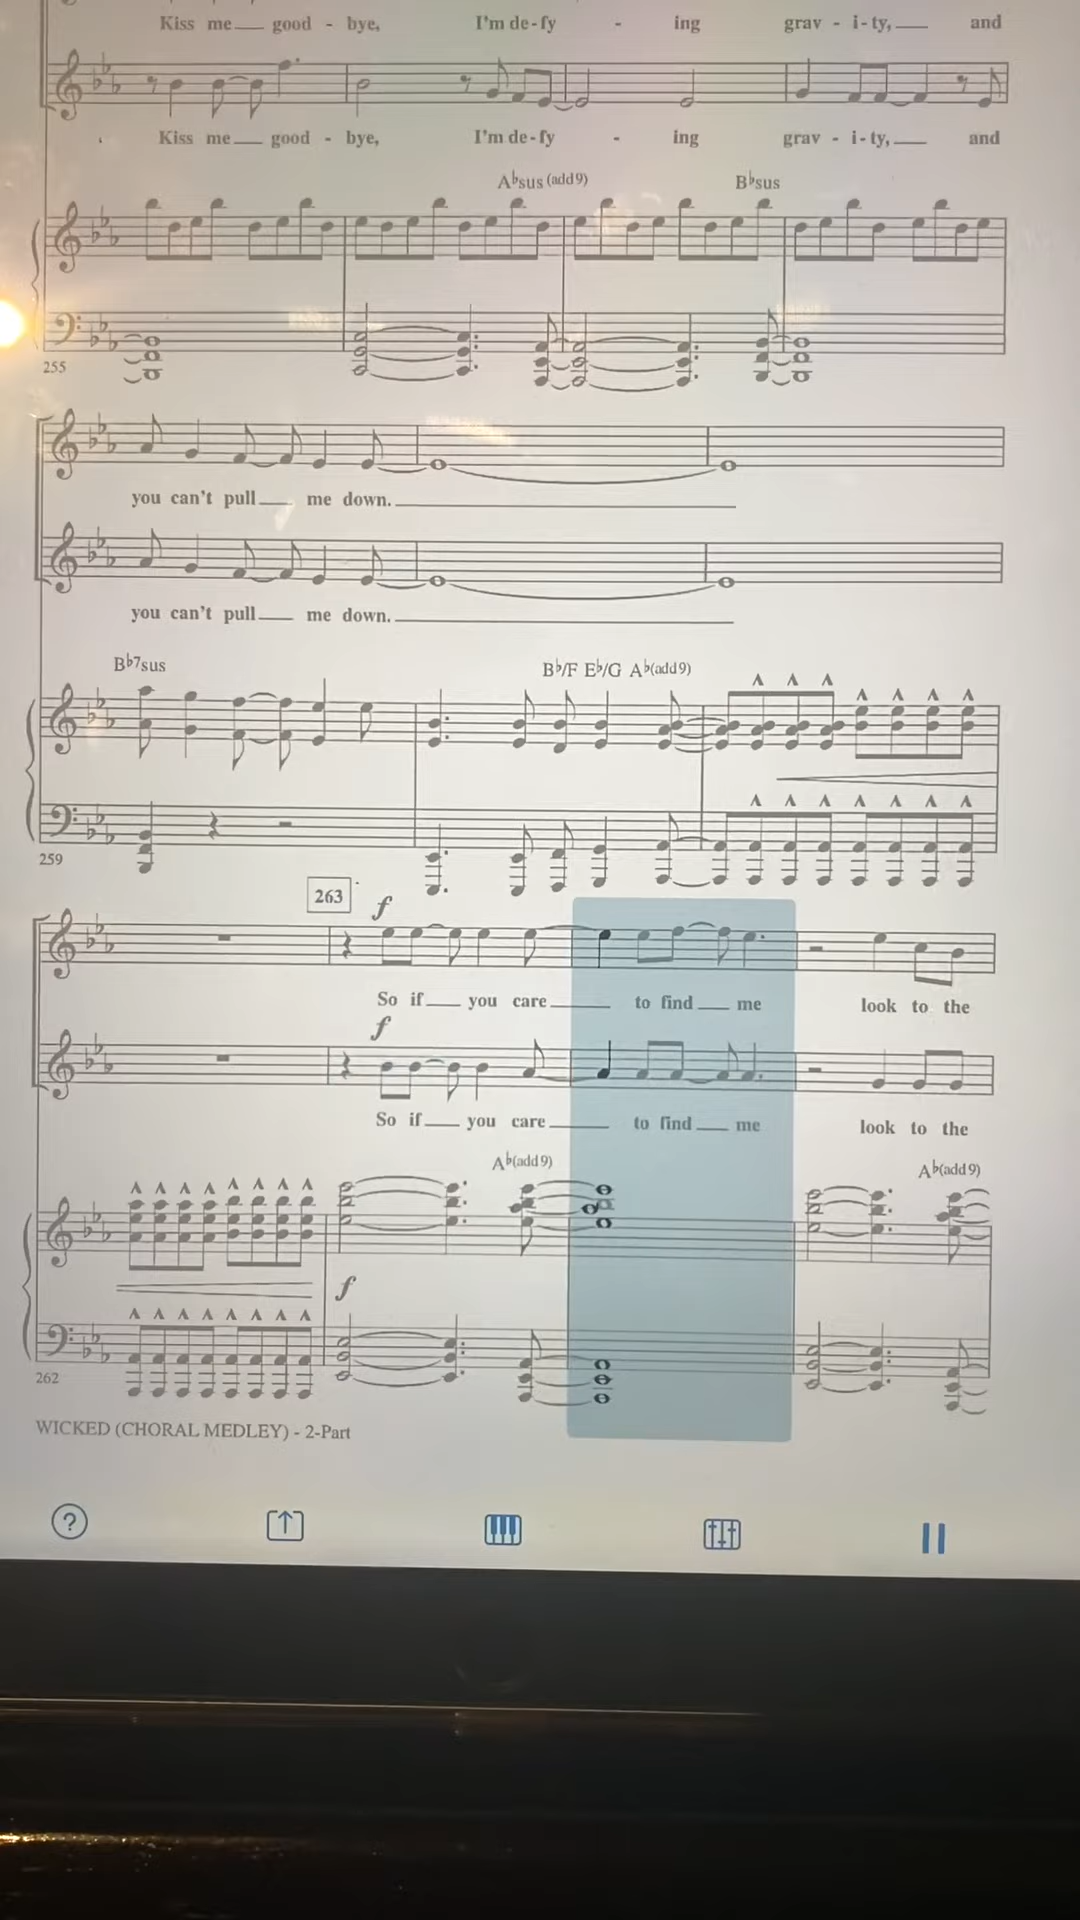 Kiss me good - bye, I'm de-fy - ing grav - i-ty, and
Kiss me good - bye, I'm de-fy - ing grav - i-ty, and
A♭sus (add9) B♭sus
255
you can't pull me down.
you can't pull me down.
B♭7sus B♭/F E♭/G A♭(add9)
259
263 f
So if you care to find me look to the
f
So if you care to find me look to the
A♭(add9) A♭(add9)
f
262
WICKED (CHORAL MEDLEY) - 2-Part
?